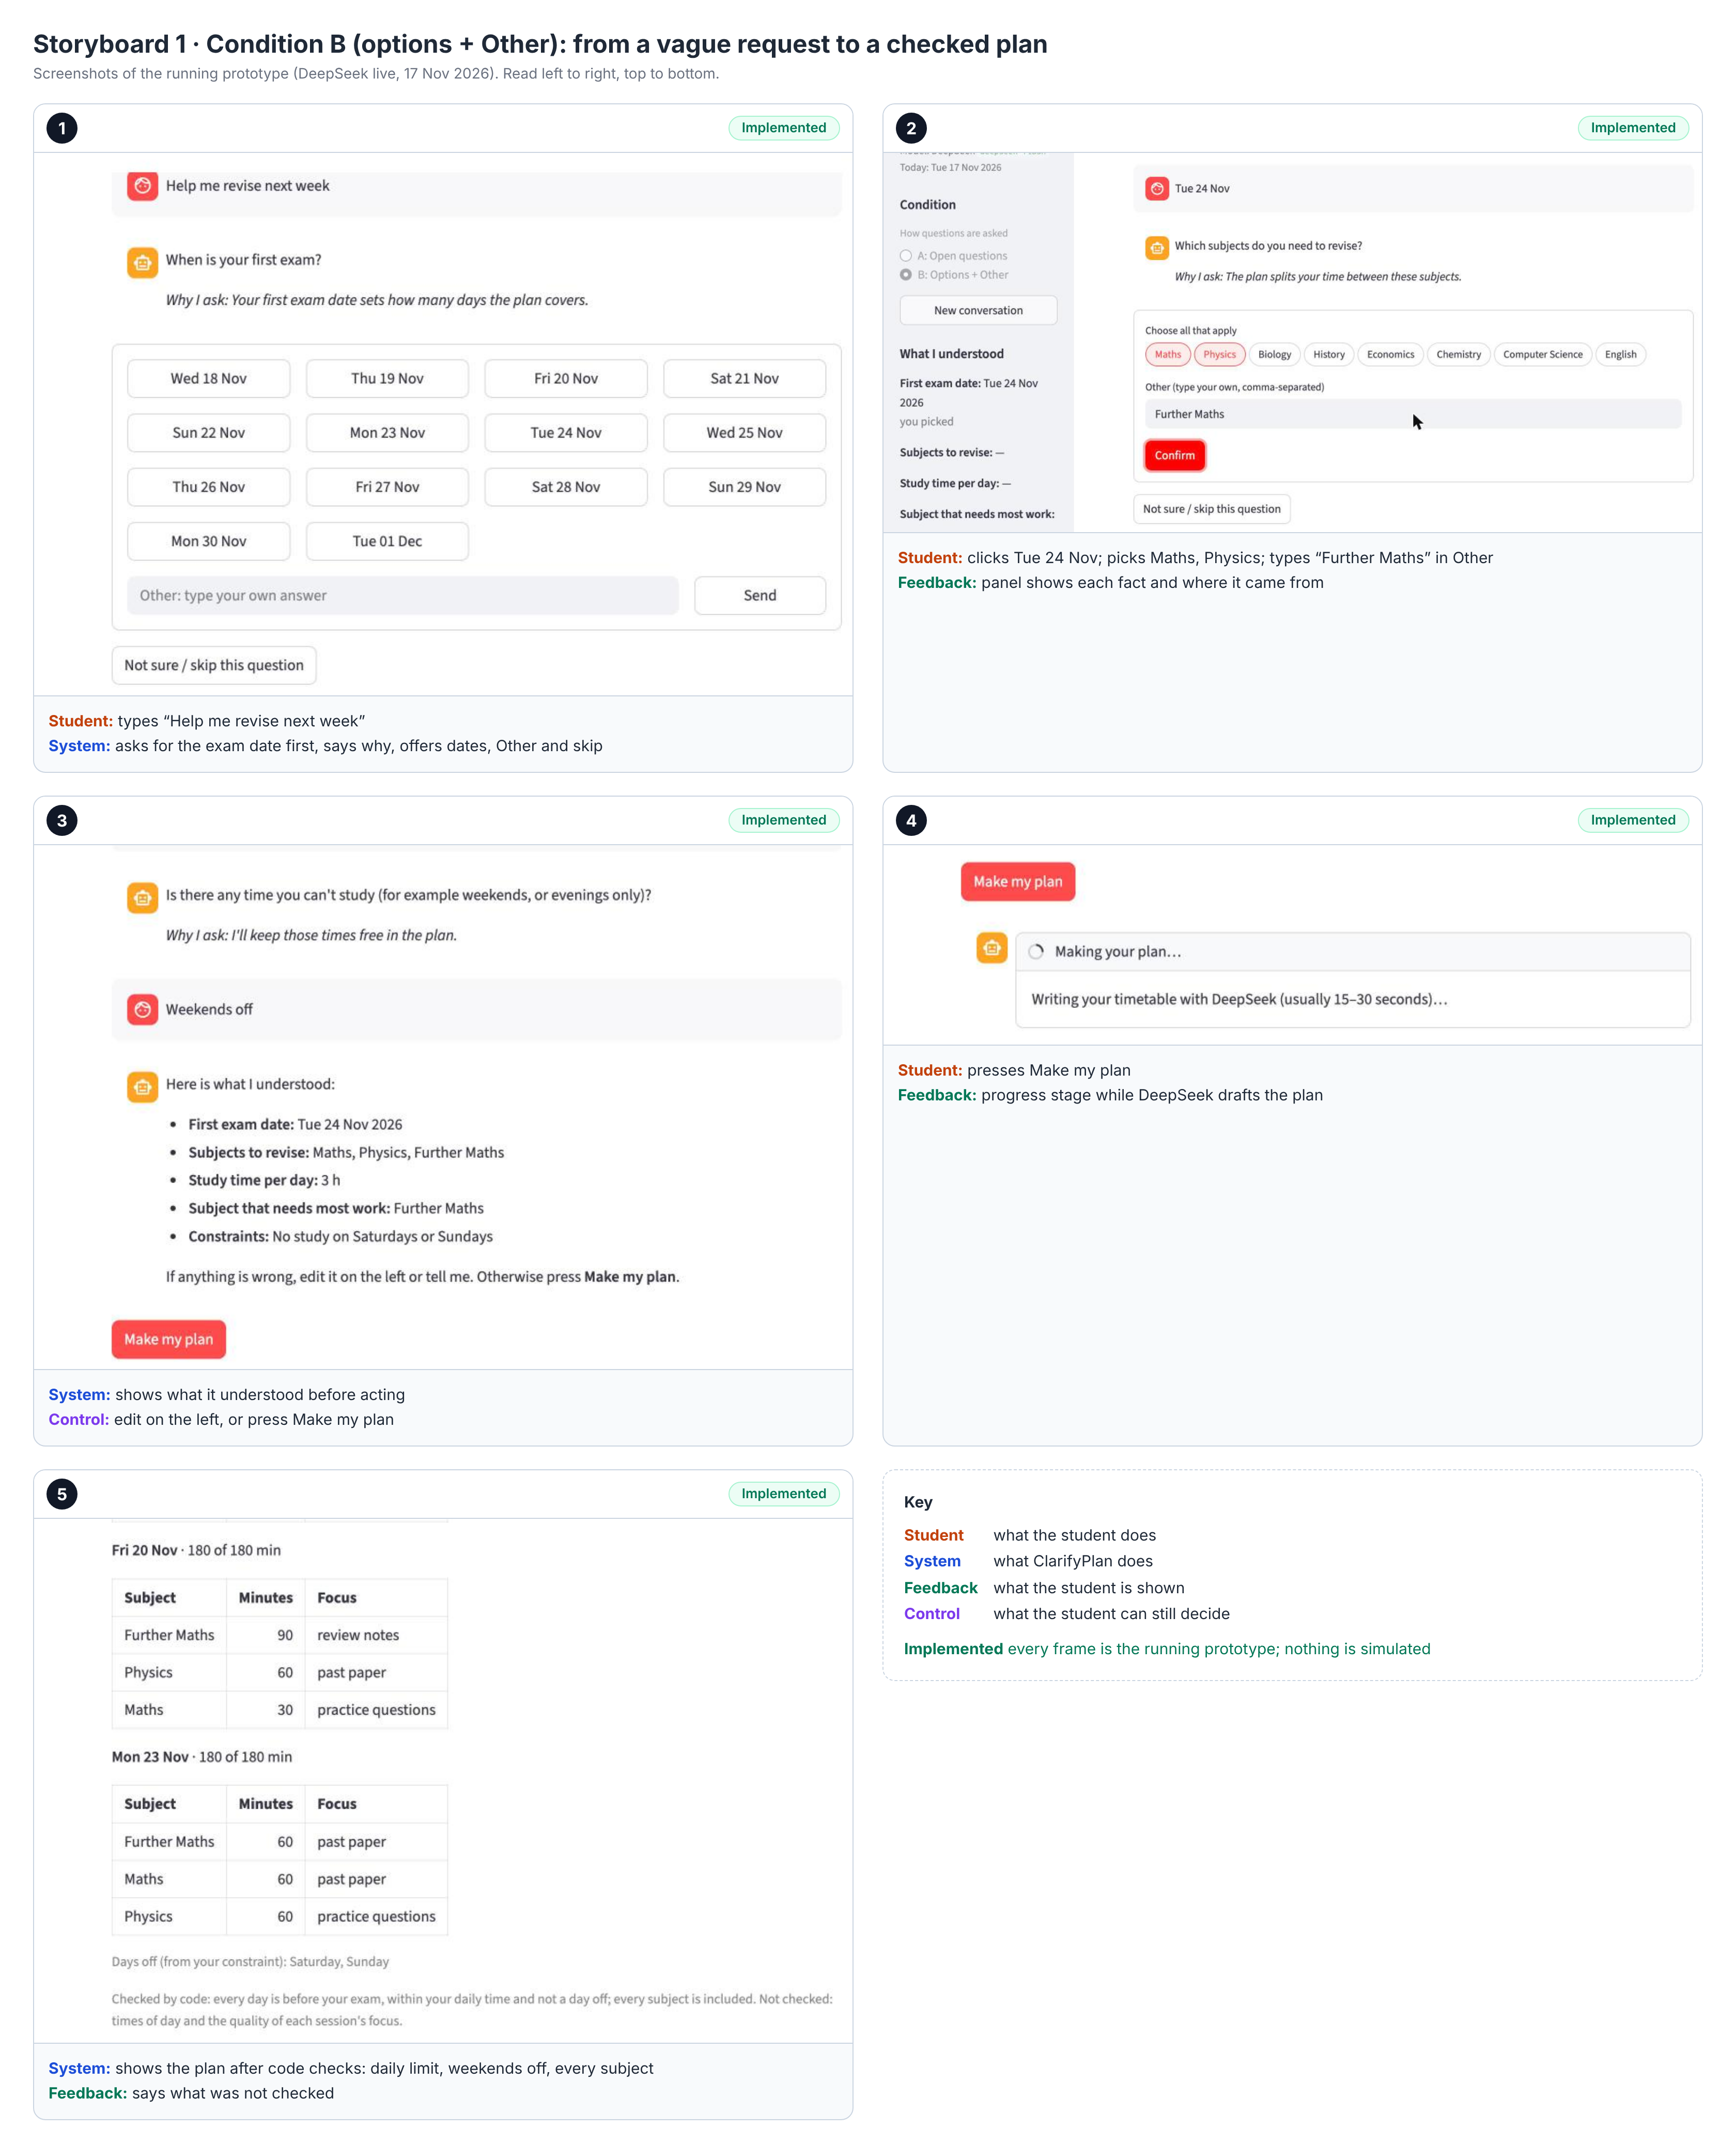 Storyboard 1 · Condition B (options + Other): from a vague request to a checked plan
Screenshots of the running prototype (DeepSeek live, 17 Nov 2026). Read left to right, top to bottom.
1
Implemented
Help me revise next week
When is your first exam?
Why I ask: Your first exam date sets how many days the plan covers.
Wed 18 Nov
Thu 19 Nov
Fri 20 Nov
Sat 21 Nov
Sun 22 Nov
Mon 23 Nov
Tue 24 Nov
Wed 25 Nov
Thu 26 Nov
Fri 27 Nov
Sat 28 Nov
Sun 29 Nov
Mon 30 Nov
Tue 01 Dec
Other: type your own answer
Send
Not sure / skip this question
Student: types “Help me revise next week”
System: asks for the exam date first, says why, offers dates, Other and skip
2
Implemented
Today: Tue 17 Nov 2026
Condition
How questions are asked
A: Open questions
B: Options + Other
New conversation
What I understood
First exam date: Tue 24 Nov
2026
you picked
Subjects to revise: —
Study time per day: —
Subject that needs most work:
Tue 24 Nov
Which subjects do you need to revise?
Why I ask: The plan splits your time between these subjects.
Choose all that apply
Maths
Physics
Biology
History
Economics
Chemistry
Computer Science
English
Other (type your own, comma-separated)
Further Maths
Confirm
Not sure / skip this question
Student: clicks Tue 24 Nov; picks Maths, Physics; types “Further Maths” in Other
Feedback: panel shows each fact and where it came from
3
Implemented
Is there any time you can't study (for example weekends, or evenings only)?
Why I ask: I'll keep those times free in the plan.
Weekends off
Here is what I understood:
• First exam date: Tue 24 Nov 2026
• Subjects to revise: Maths, Physics, Further Maths
• Study time per day: 3 h
• Subject that needs most work: Further Maths
• Constraints: No study on Saturdays or Sundays
If anything is wrong, edit it on the left or tell me. Otherwise press Make my plan.
Make my plan
System: shows what it understood before acting
Control: edit on the left, or press Make my plan
4
Implemented
Make my plan
Making your plan…
Writing your timetable with DeepSeek (usually 15–30 seconds)…
Student: presses Make my plan
Feedback: progress stage while DeepSeek drafts the plan
5
Implemented
Fri 20 Nov · 180 of 180 min
Subject Minutes Focus
Further Maths 90 review notes
Physics 60 past paper
Maths 30 practice questions
Mon 23 Nov · 180 of 180 min
Subject Minutes Focus
Further Maths 60 past paper
Maths 60 past paper
Physics 60 practice questions
Days off (from your constraint): Saturday, Sunday
Checked by code: every day is before your exam, within your daily time and not a day off; every subject is included. Not checked:
times of day and the quality of each session's focus.
System: shows the plan after code checks: daily limit, weekends off, every subject
Feedback: says what was not checked
Key
Student what the student does
System what ClarifyPlan does
Feedback what the student is shown
Control what the student can still decide
Implemented every frame is the running prototype; nothing is simulated